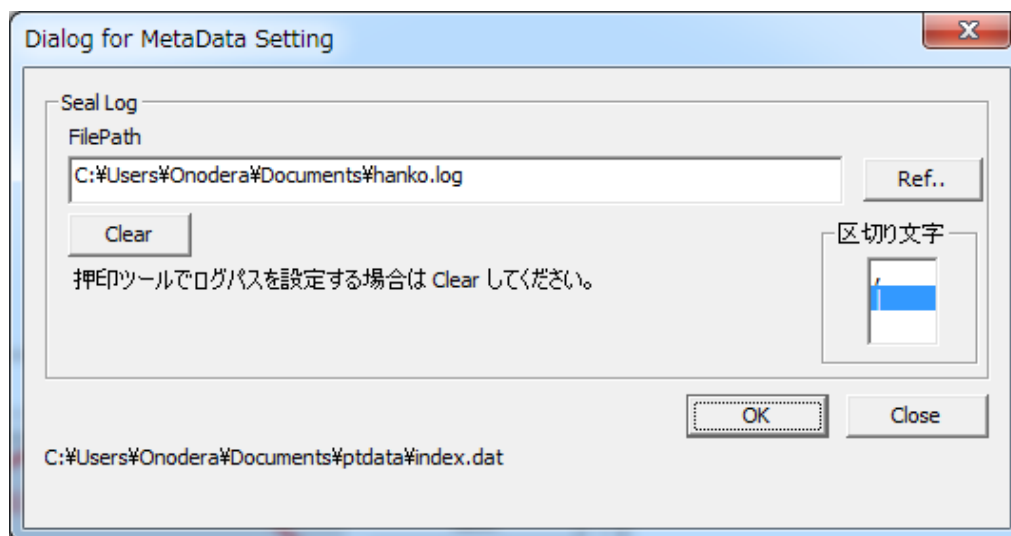 Dialog for MetaData Setting
Seal Log
FilePath
C:¥Users¥Onodera¥Documents¥hanko.log
Ref..
Clear
区切り文字
,
|
押印ツールでログパスを設定する場合は Clear してください。
OK
Close
C:¥Users¥Onodera¥Documents¥ptdata¥index.dat